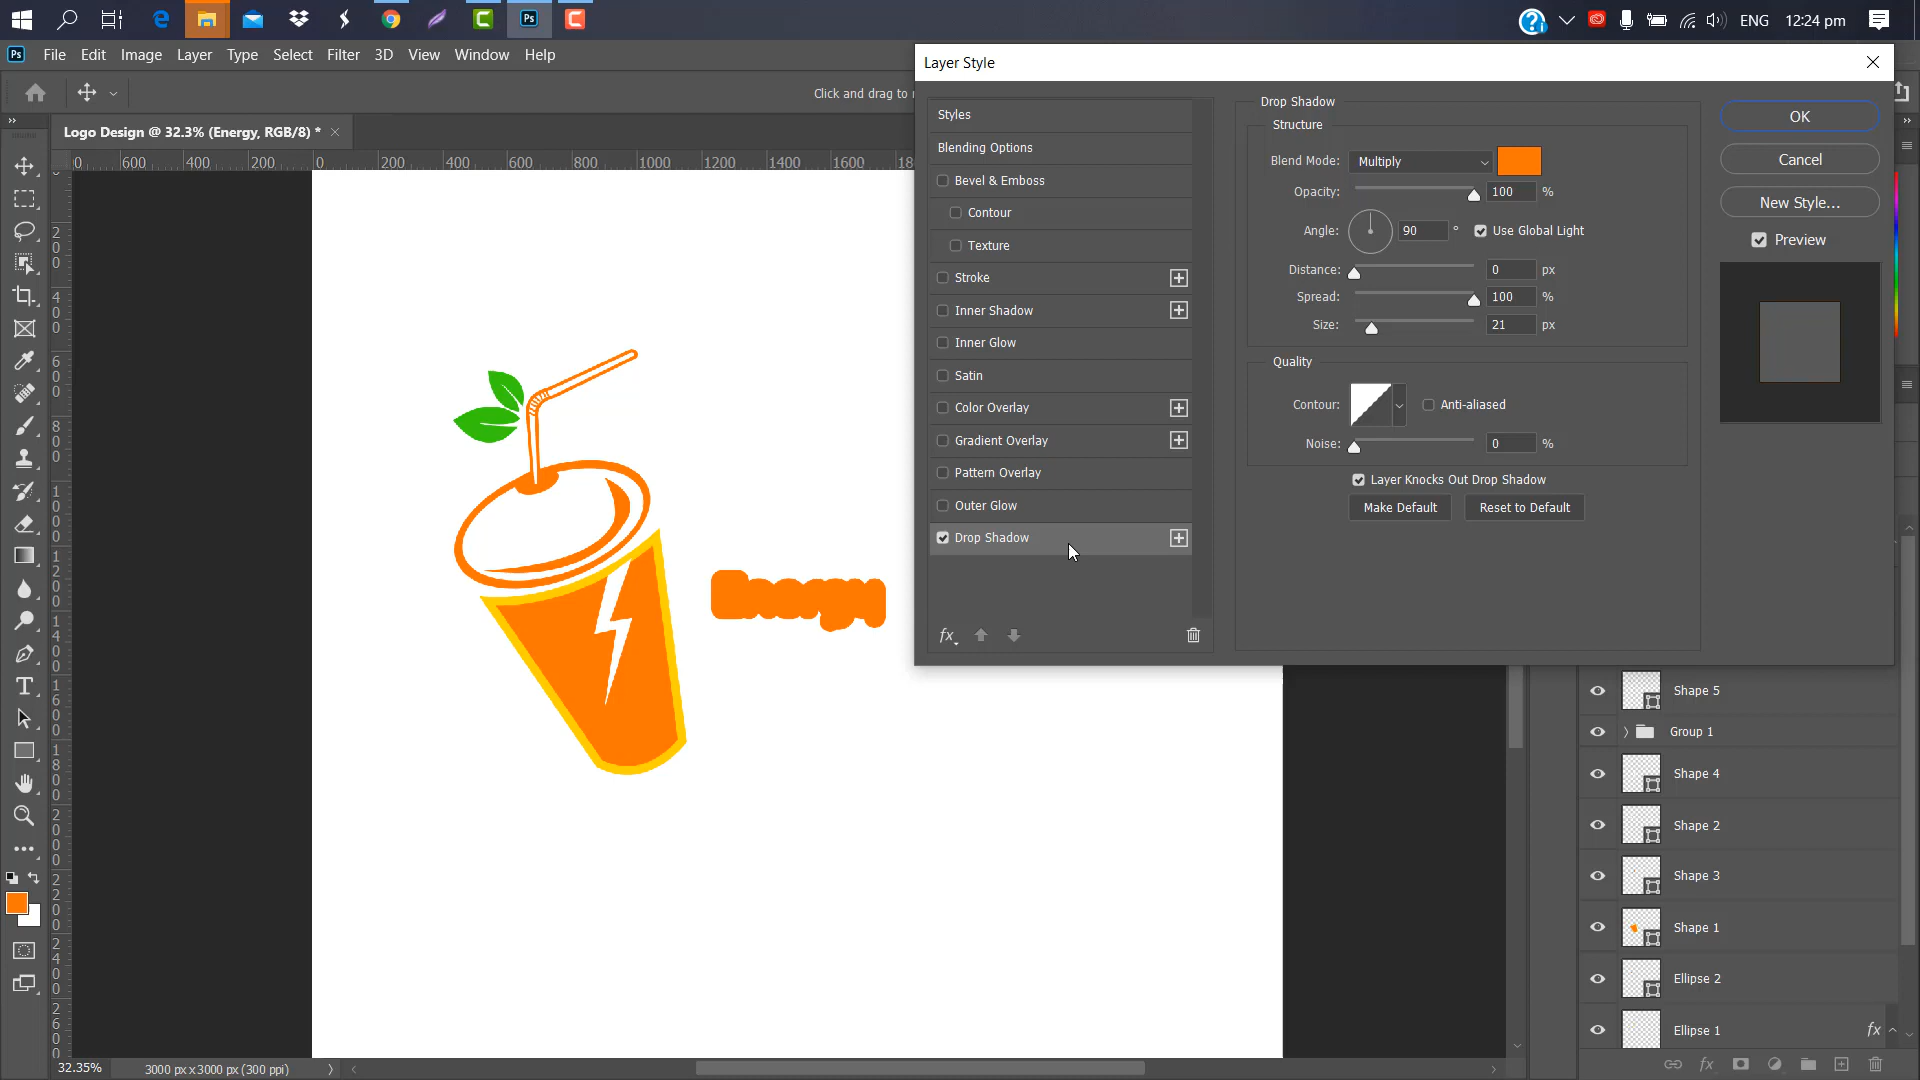 ENG 12:24 pm
Ps File Edit Image Layer Type Select Filter 3D View Window Help
Click and drag to r
Logo Design @ 32.3% (Energy, RGB/8) *
0 600 400 200 0 200 400 600 800 1000 1200 1400 1600 18
Layer Style
Styles
Blending Options
Bevel & Emboss
Contour
Texture
Stroke
Inner Shadow
Inner Glow
Satin
Color Overlay
Gradient Overlay
Pattern Overlay
Outer Glow
Drop Shadow
fx
Drop Shadow
Structure
Blend Mode: Multiply
Opacity: 100 %
Angle: 90 ° Use Global Light
Distance: 0 px
Spread: 100 %
Size: 21 px
Quality
Contour: Anti-aliased
Noise: 0 %
Layer Knocks Out Drop Shadow
Make Default Reset to Default
OK
Cancel
New Style...
Preview
Energy
Shape 5
Group 1
Shape 4
Shape 2
Shape 3
Shape 1
Ellipse 2
Ellipse 1 fx
fx
32.35% 3000 px x 3000 px (300 ppi)